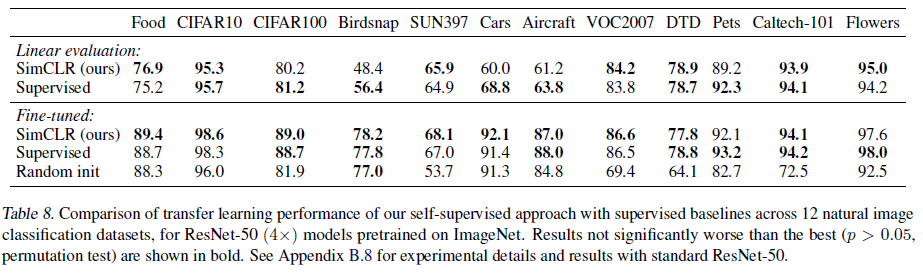 Food CIFAR10 CIFAR100 Birdsnap SUN397 Cars Aircraft VOC2007 DTD Pets Caltech-101 Flowers
Linear evaluation:
SimCLR (ours) 76.9 95.3 80.2 48.4 65.9 60.0 61.2 84.2 78.9 89.2 93.9 95.0
Supervised 75.2 95.7 81.2 56.4 64.9 68.8 63.8 83.8 78.7 92.3 94.1 94.2
Fine-tuned:
SimCLR (ours) 89.4 98.6 89.0 78.2 68.1 92.1 87.0 86.6 77.8 92.1 94.1 97.6
Supervised 88.7 98.3 88.7 77.8 67.0 91.4 88.0 86.5 78.8 93.2 94.2 98.0
Random init 88.3 96.0 81.9 77.0 53.7 91.3 84.8 69.4 64.1 82.7 72.5 92.5
Table 8. Comparison of transfer learning performance of our self-supervised approach with supervised baselines across 12 natural image
classification datasets, for ResNet-50 (4×) models pretrained on ImageNet. Results not significantly worse than the best (p > 0.05,
permutation test) are shown in bold. See Appendix B.8 for experimental details and results with standard ResNet-50.